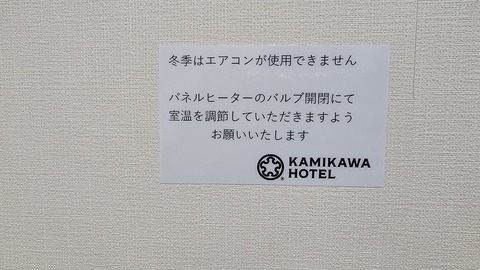 冬季はエアコンが使用できません
パネルヒーターのバルブ開閉にて
室温を調節していただきますよう
お願いいたします
KAMIKAWA
HOTEL